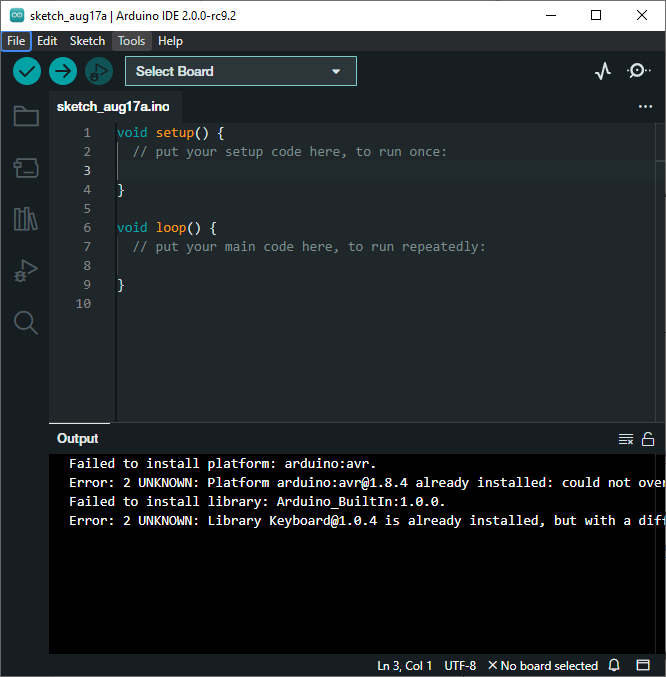 sketch_aug17a | Arduino IDE 2.0.0-rc9.2
File Edit Sketch Tools Help
Select Board
sketch_aug17a.ino
1 void setup() {
2 // put your setup code here, to run once:
3
4 }
5
6 void loop() {
7 // put your main code here, to run repeatedly:
8
9 }
10
Output
Failed to install platform: arduino:avr.
Error: 2 UNKNOWN: Platform arduino:avr@1.8.4 already installed: could not over
Failed to install library: Arduino_BuiltIn:1.0.0.
Error: 2 UNKNOWN: Library Keyboard@1.0.4 is already installed, but with a diff
Ln 3, Col 1 UTF-8 No board selected